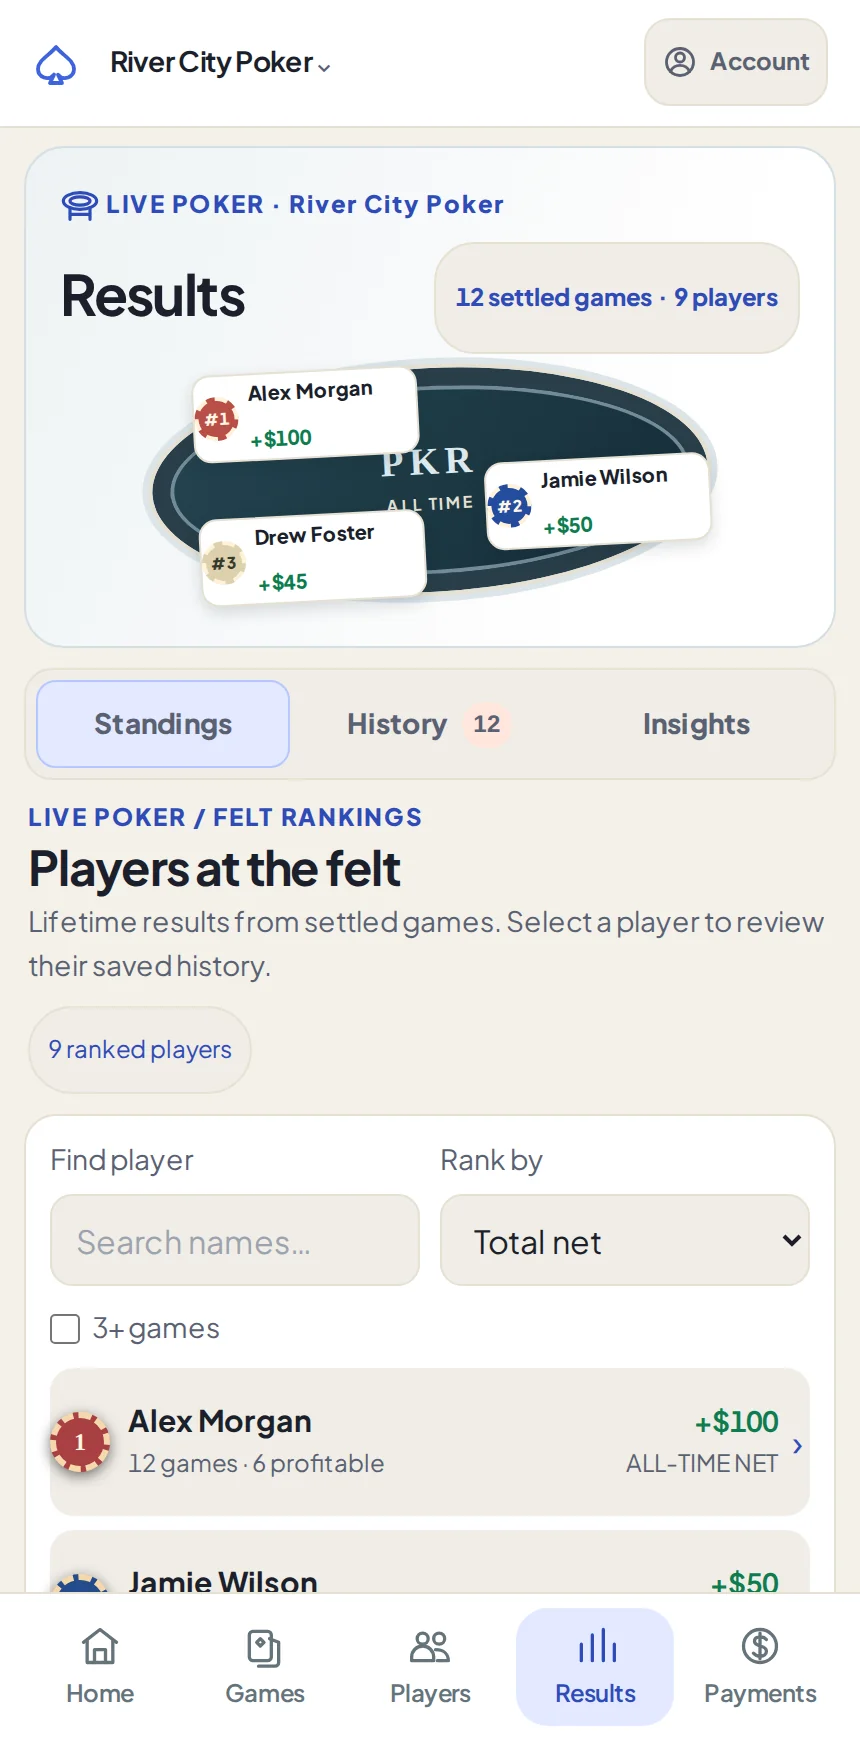 River City Poker
Account
LIVE POKER · River City Poker
Results
12 settled games · 9 players
Alex Morgan
#1
+$100
PKR
ALL TIME
Jamie Wilson
#2
+$50
Drew Foster
#3
+$45
Standings
History 12
Insights
LIVE POKER / FELT RANKINGS
Players at the felt
Lifetime results from settled games. Select a player to review
their saved history.
9 ranked players
Find player
Rank by
Search names...
Total net
3+ games
1
Alex Morgan
+$100
12 games · 6 profitable
ALL-TIME NET
Jamie Wilson
+$50
Home
Games
Players
Results
Payments